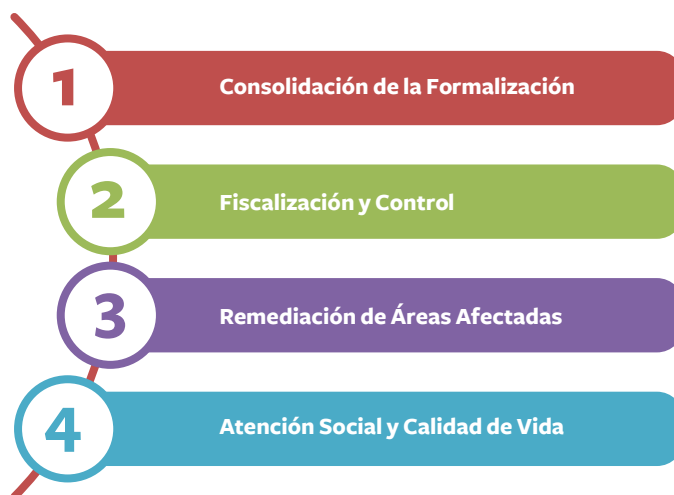 1
Consolidación de la Formalización
2
Fiscalización y Control
3
Remediación de Áreas Afectadas
4
Atención Social y Calidad de Vida